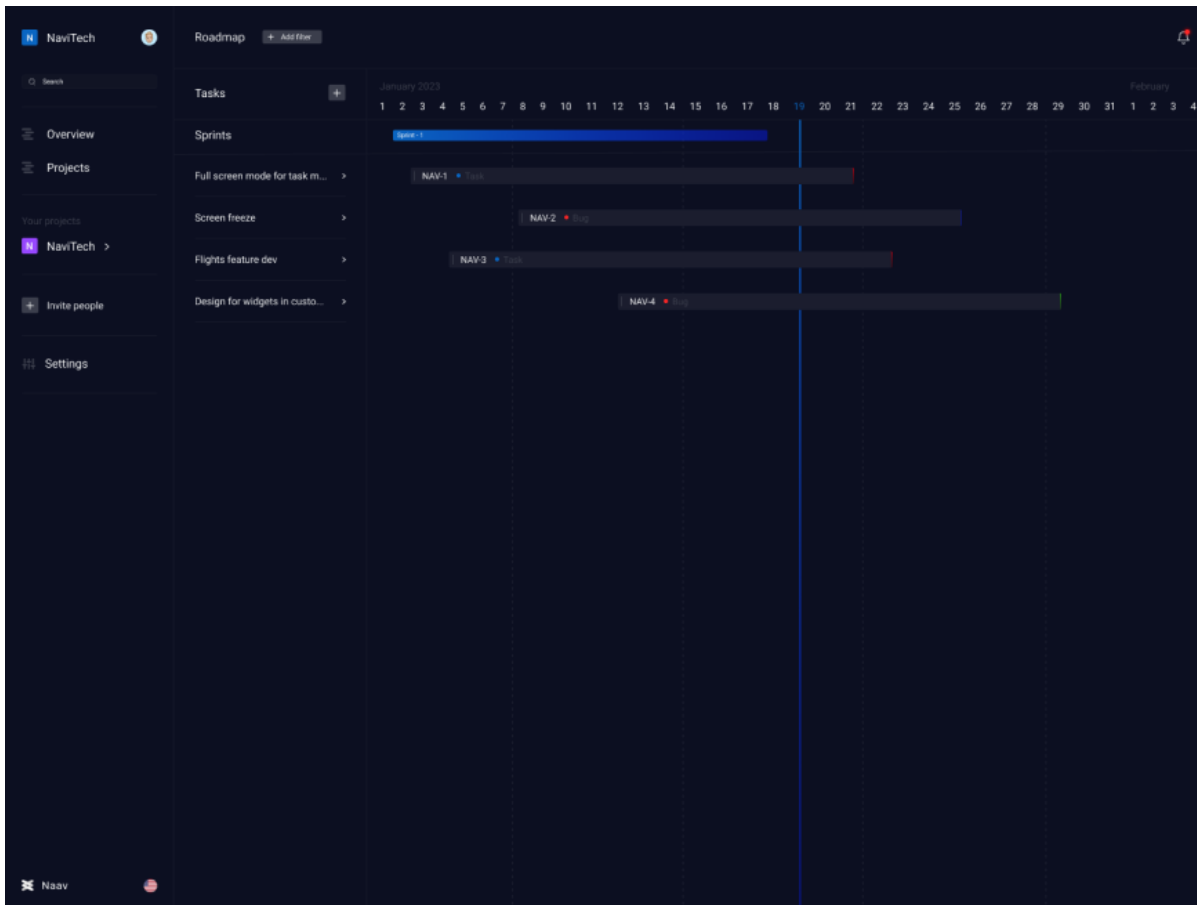 N NaviTech
Search
Overview
Projects
Your projects
N NaviTech >
+ Invite people
Settings
Naav
Roadmap + Add filter
Tasks +
January 2023 February
1 2 3 4 5 6 7 8 9 10 11 12 13 14 15 16 17 18 19 20 21 22 23 24 25 26 27 28 29 30 31 1 2 3 4
Sprints Sprint - 1
Full screen mode for task m... > NAV-1 Task
Screen freeze > NAV-2 Bug
Flights feature dev > NAV-3 Task
Design for widgets in custo... > NAV-4 Bug